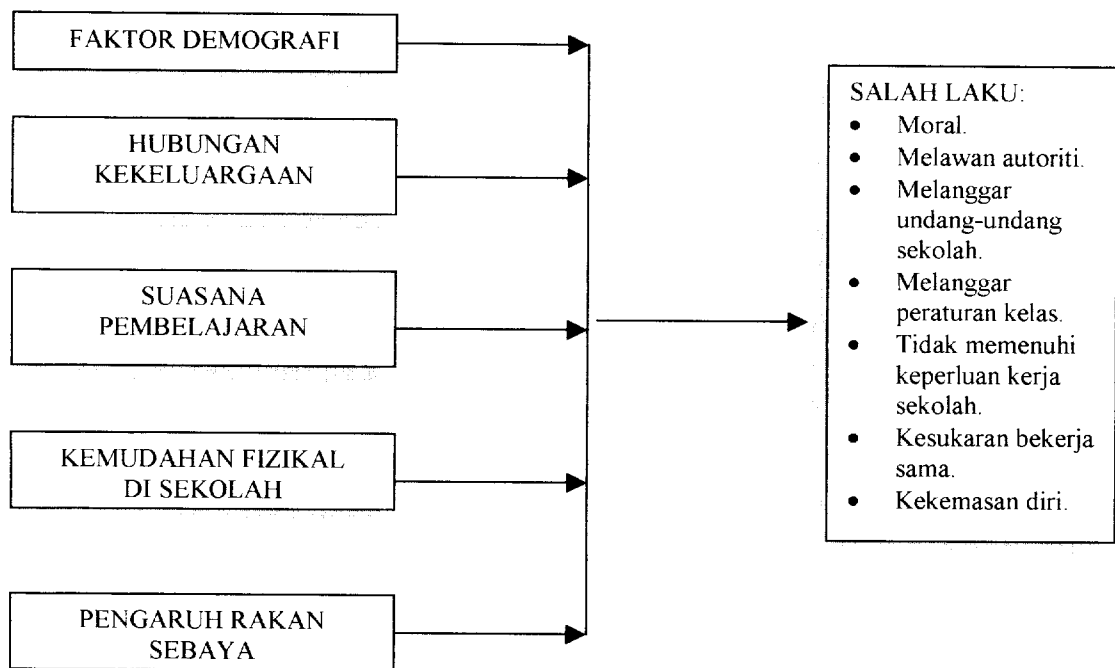 FAKTOR DEMOGRAFI
HUBUNGAN
KEKELUARGAAN
SUASANA
PEMBELAJARAN
KEMUDAHAN FIZIKAL
DI SEKOLAH
PENGARUH RAKAN
SEBAYA
SALAH LAKU:
• Moral.
• Melawan autoriti.
• Melanggar
undang-undang
sekolah.
• Melanggar
peraturan kelas.
• Tidak memenuhi
keperluan kerja
sekolah.
• Kesukaran bekerja
sama.
• Kekemasan diri.